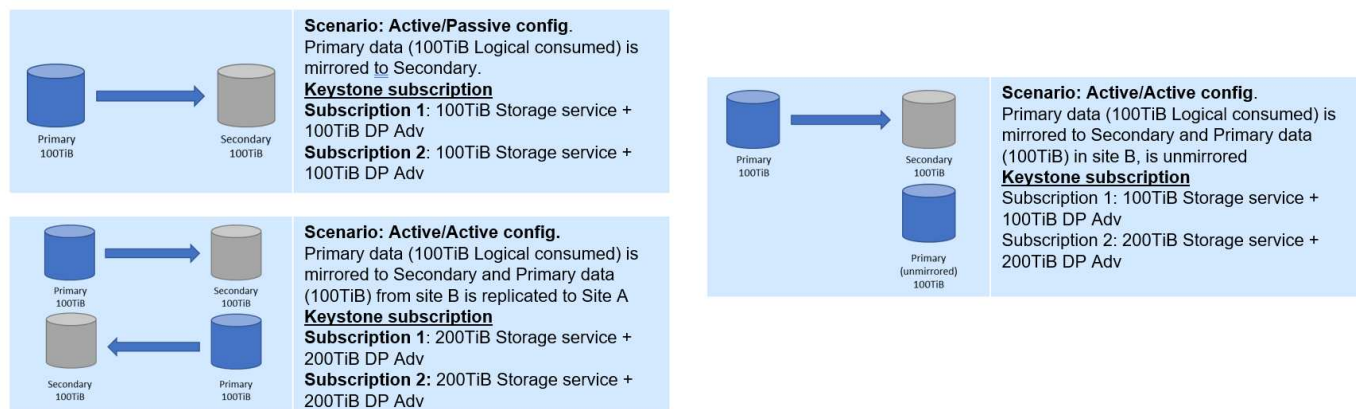 Scenario: Active/Passive config.
Primary data (100TiB Logical consumed) is
mirrored to Secondary.
Keystone subscription
Subscription 1: 100TiB Storage service +
100TiB DP Adv
Subscription 2: 100TiB Storage service +
100TiB DP Adv
Primary
100TiB
Secondary
100TiB
Scenario: Active/Active config.
Primary data (100TiB Logical consumed) is
mirrored to Secondary and Primary data
(100TiB) from site B is replicated to Site A
Keystone subscription
Subscription 1: 200TiB Storage service +
200TiB DP Adv
Subscription 2: 200TiB Storage service +
200TiB DP Adv
Primary
100TiB
Secondary
100TiB
Secondary
100TiB
Primary
100TiB
Scenario: Active/Active config.
Primary data (100TiB Logical consumed) is
mirrored to Secondary and Primary data
(100TiB) in site B, is unmirrored
Keystone subscription
Subscription 1: 100TiB Storage service +
100TiB DP Adv
Subscription 2: 200TiB Storage service +
200TiB DP Adv
Primary
100TiB
Secondary
100TiB
Primary
(unmirrored)
100TiB